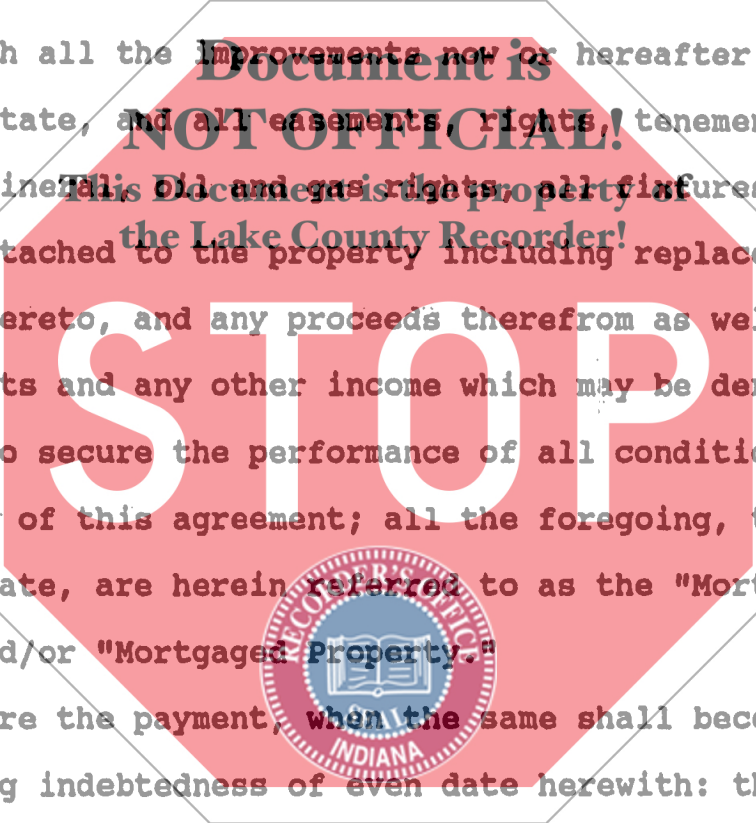 h all the improvements now or hereafter
Document is
tate, and all easements, rights, tenemen
NOT OFFICIAL!
ineral, oil and gas rights, all fixtures
This Document is the property of
the Lake County Recorder!
tached to the property including replace
ereto, and any proceeds therefrom as wel
STOP
ts and any other income which may be der
o secure the performance of all conditio
of this agreement; all the foregoing, t
ate, are herein referred to as the "Mort
RECORDER'S OFFICE
d/or "Mortgaged Property."
re the payment, when the same shall beco
SEAL
INDIANA
g indebtedness of even date herewith: th